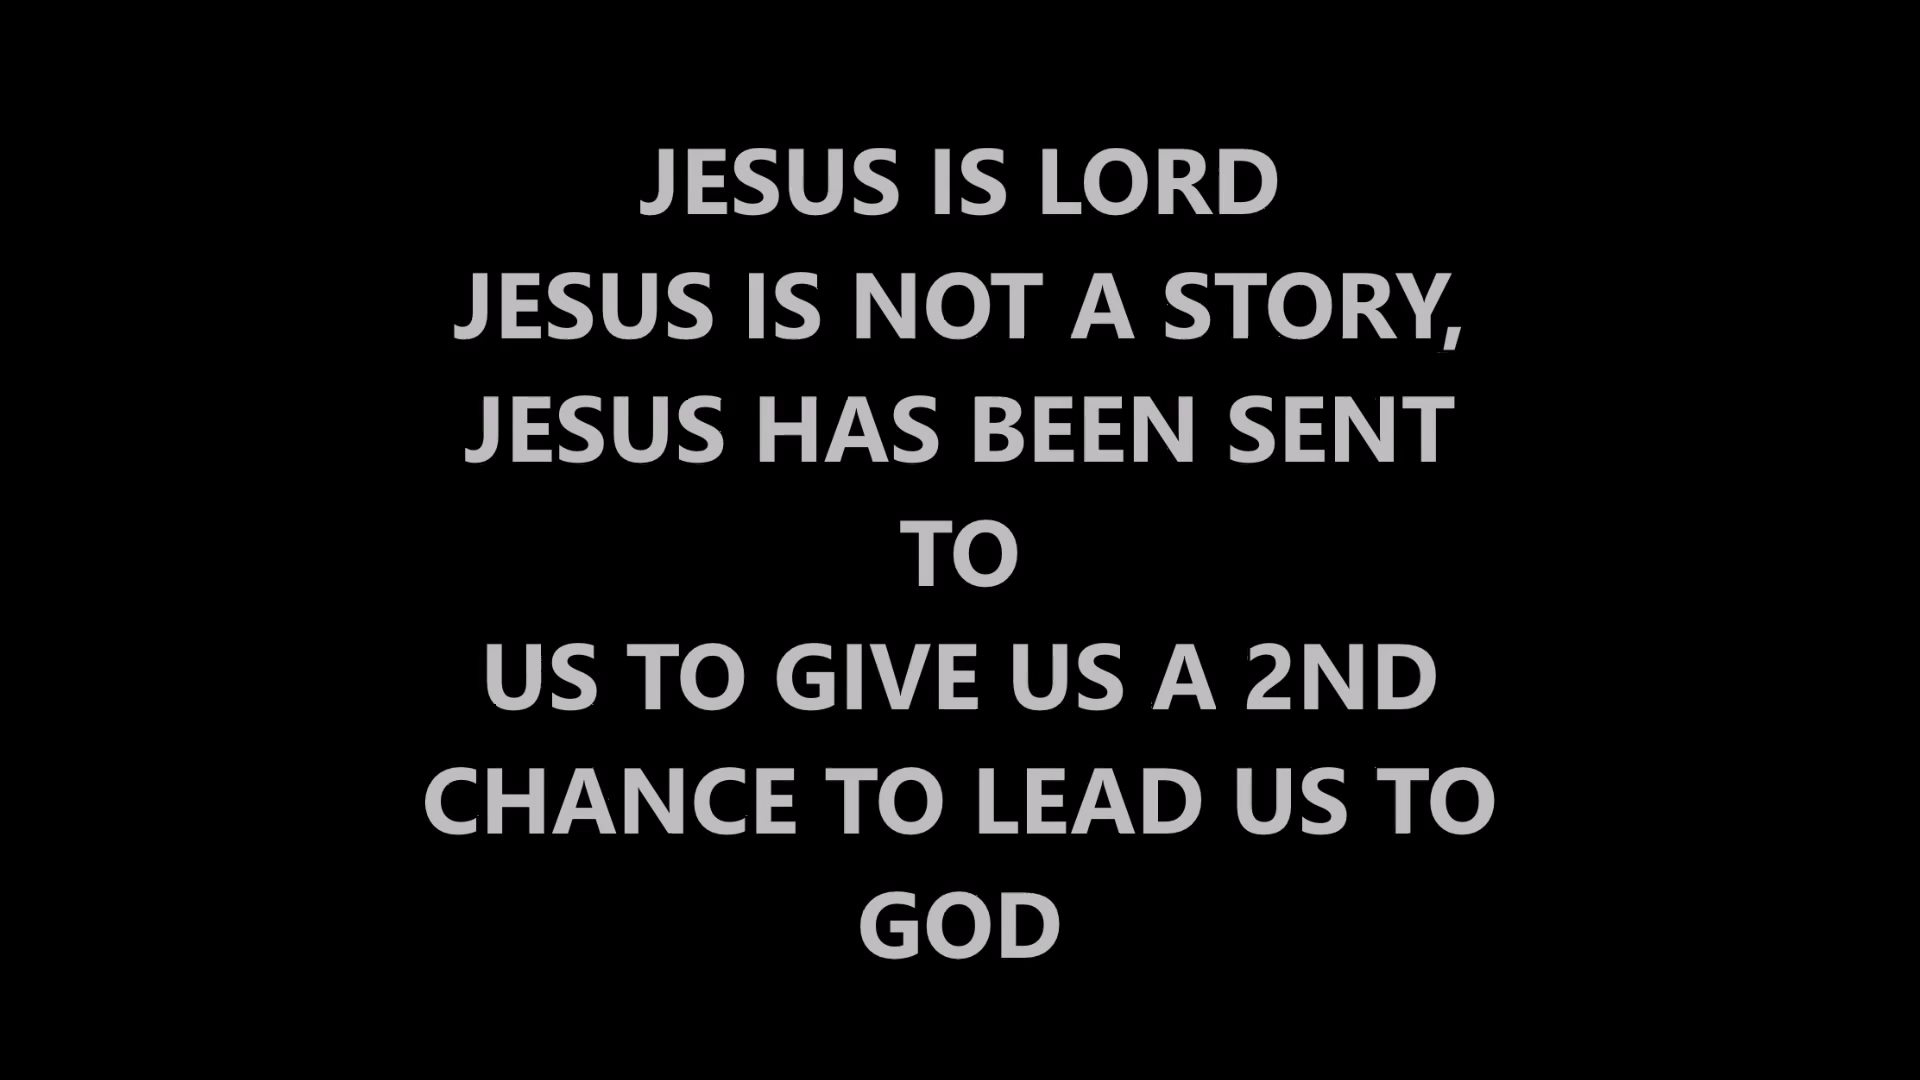 JESUS IS LORD
JESUS IS NOT A STORY,
JESUS HAS BEEN SENT
TO
US TO GIVE US A 2ND
CHANCE TO LEAD US TO
GOD